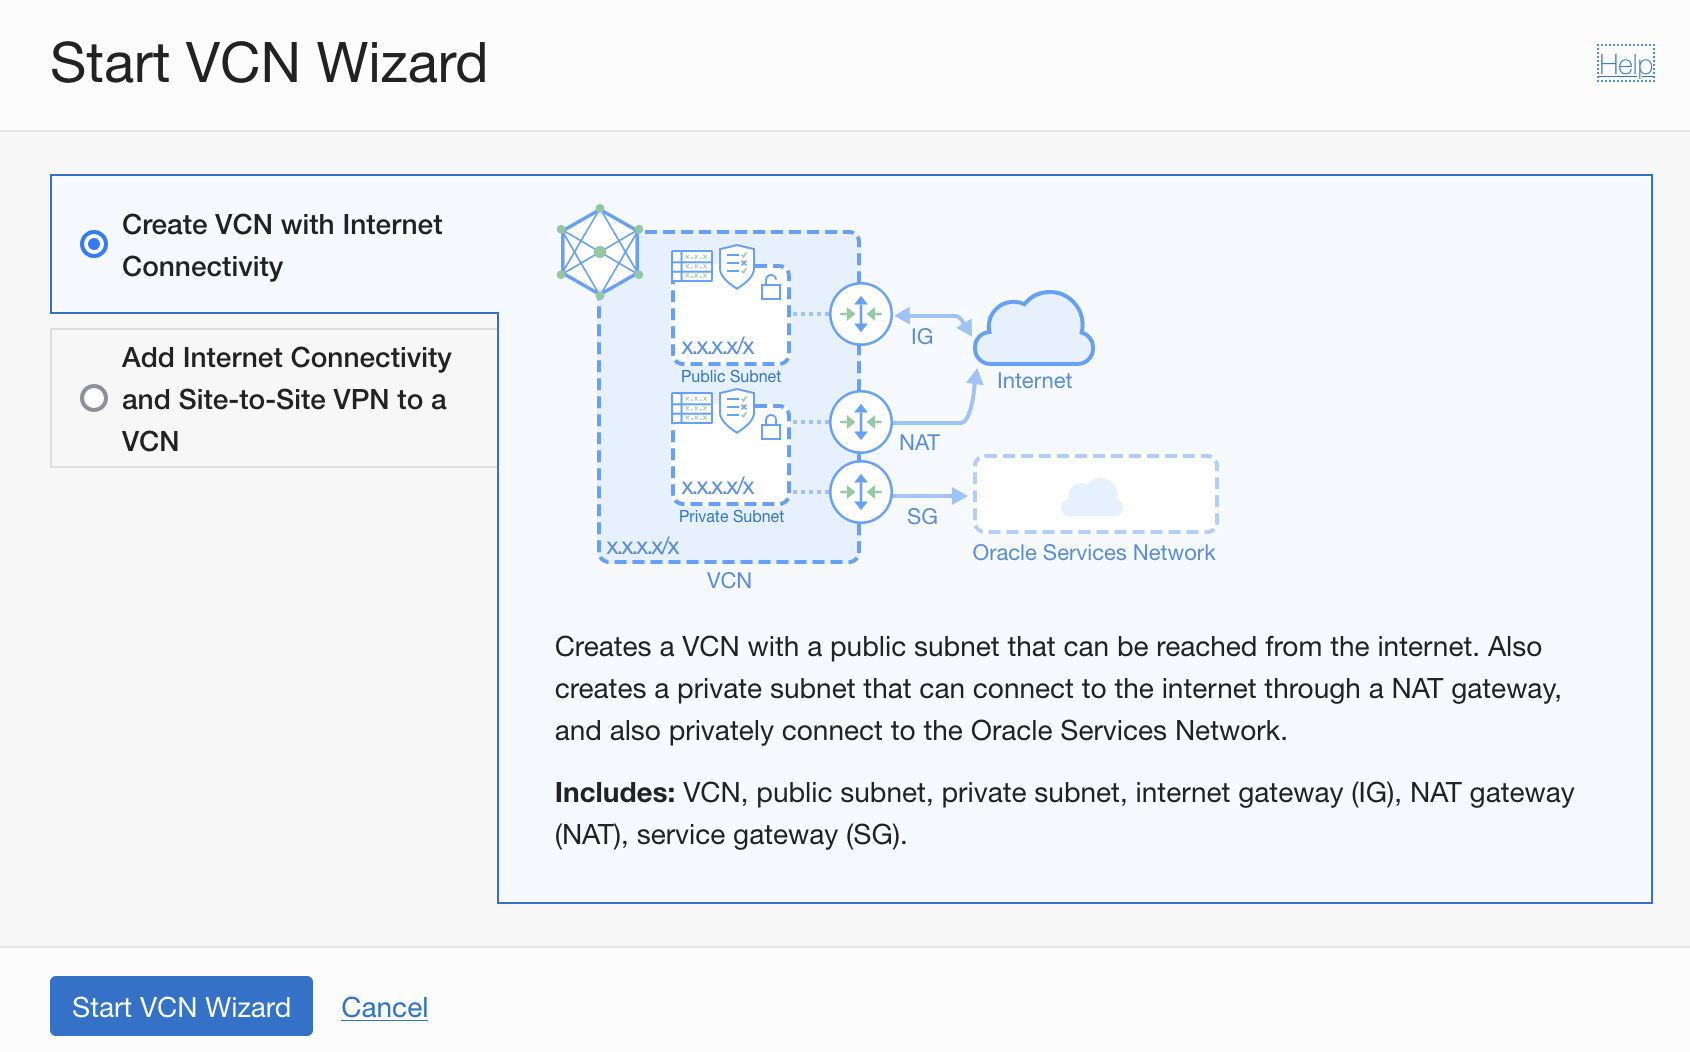 Start VCN Wizard
Help
Create VCN with Internet
Connectivity
Add Internet Connectivity
and Site-to-Site VPN to a
VCN
x.x.x
x.x.x
x.x.x
x.x.x.x/x
Public Subnet
x.x.x
x.x.x
x.x.x
x.x.x.x/x
Private Subnet
x.x.x.x/x
VCN
IG
Internet
NAT
SG
Oracle Services Network
Creates a VCN with a public subnet that can be reached from the internet. Also
creates a private subnet that can connect to the internet through a NAT gateway,
and also privately connect to the Oracle Services Network.
Includes: VCN, public subnet, private subnet, internet gateway (IG), NAT gateway
(NAT), service gateway (SG).
Start VCN Wizard
Cancel